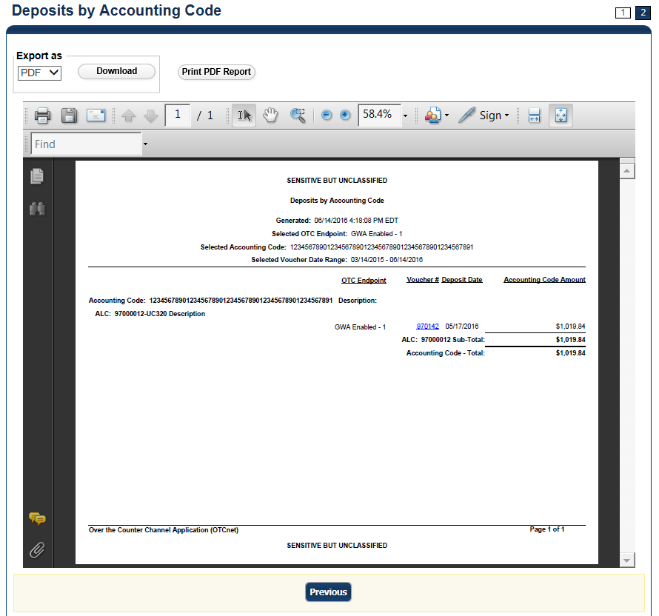 Deposits by Accounting Code
1 2
Export as
PDF Download Print PDF Report
1 / 1 58.4% Sign
Find
SENSITIVE BUT UNCLASSIFIED
Deposits by Accounting Code
Generated: 06/14/2016 4:18:08 PM EDT
Selected OTC Endpoint: GWA Enabled - 1
Selected Accounting Code: 12345678901234567890123456789012345678901234567891
Selected Voucher Date Range: 03/14/2015 - 06/14/2016
OTC Endpoint Voucher # Deposit Date Accounting Code Amount
Accounting Code: 12345678901234567890123456789012345678901234567891 Description:
ALC: 97000012-UC320 Description
GWA Enabled - 1 970142 05/17/2016 $1,019.84
ALC: 97000012 Sub-Total: $1,019.84
Accounting Code - Total: $1,019.84
Over the Counter Channel Application (OTCnet) Page 1 of 1
SENSITIVE BUT UNCLASSIFIED
Previous